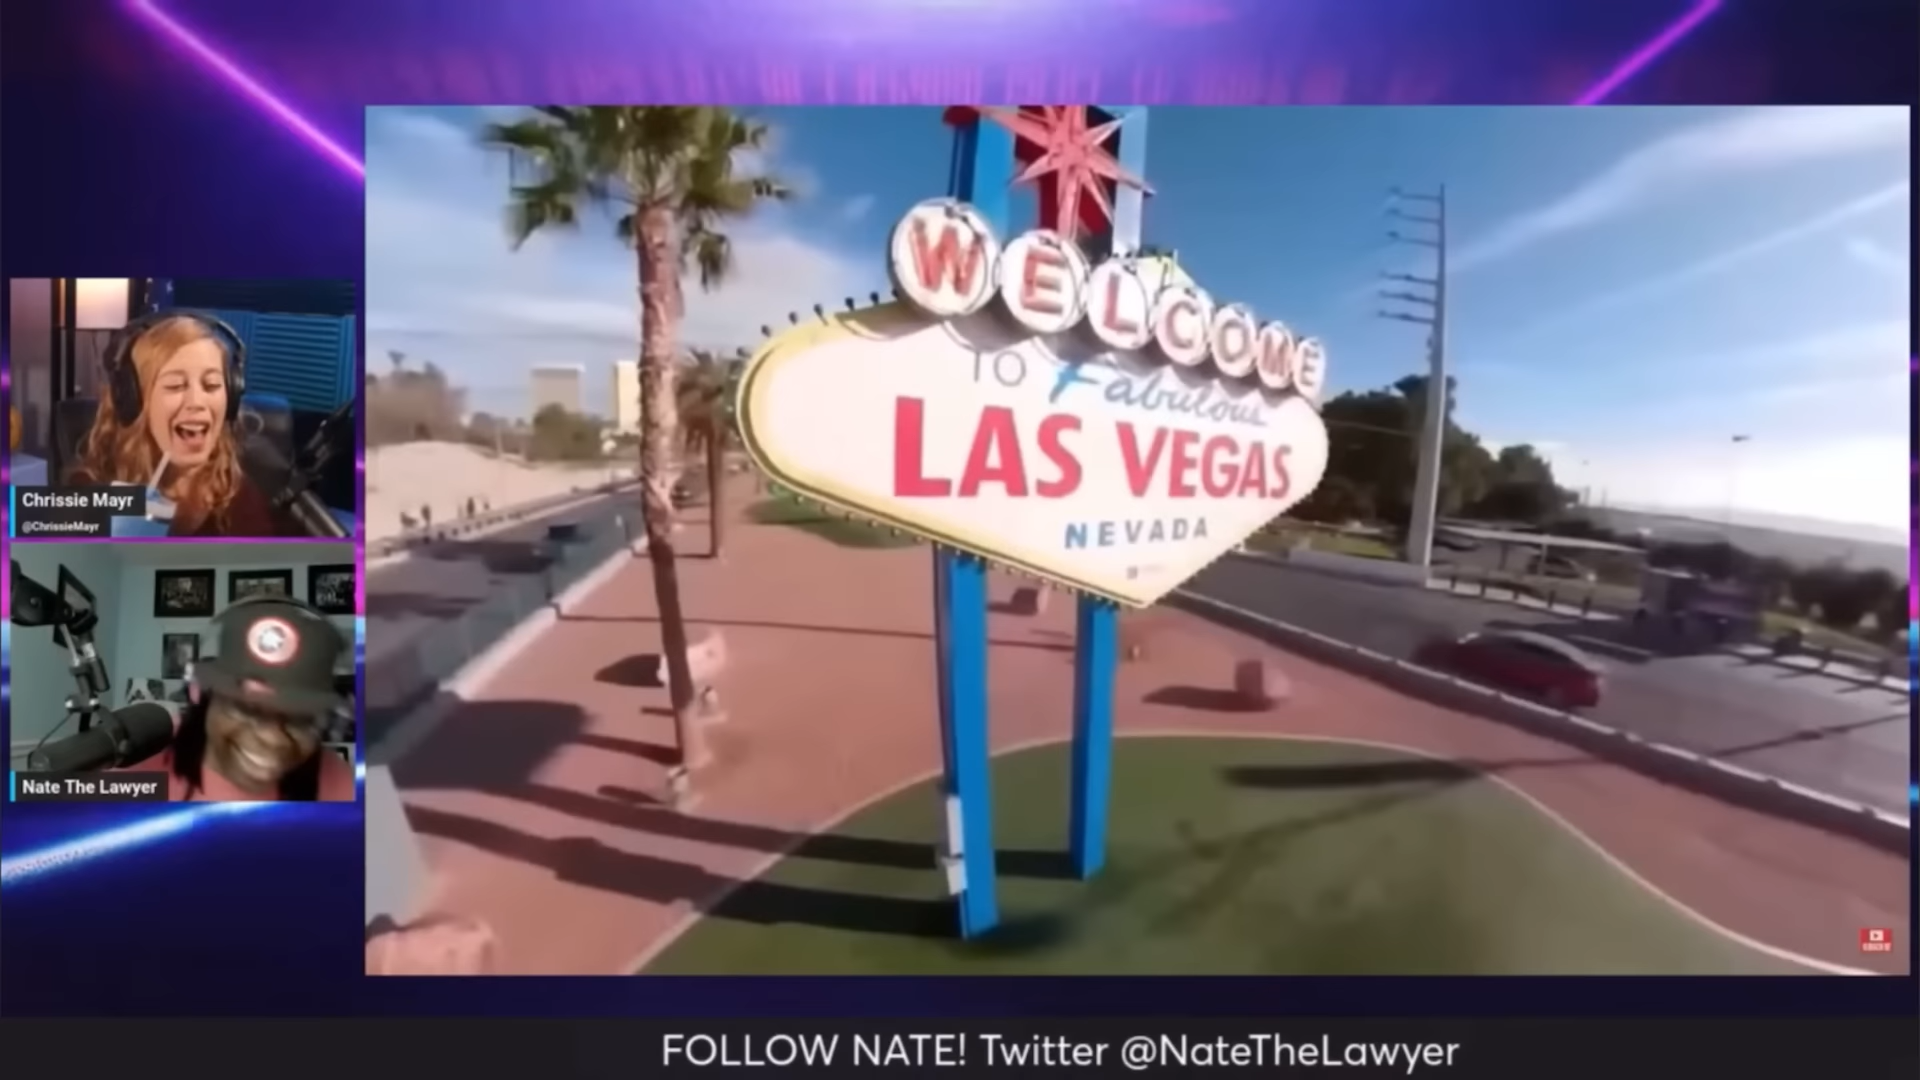 WELCOME
TO Fabulous
LAS VEGAS
NEVADA
Chrissie Mayr
@ChrissieMayr
Nate The Lawyer
FOLLOW NATE! Twitter @NateTheLawyer